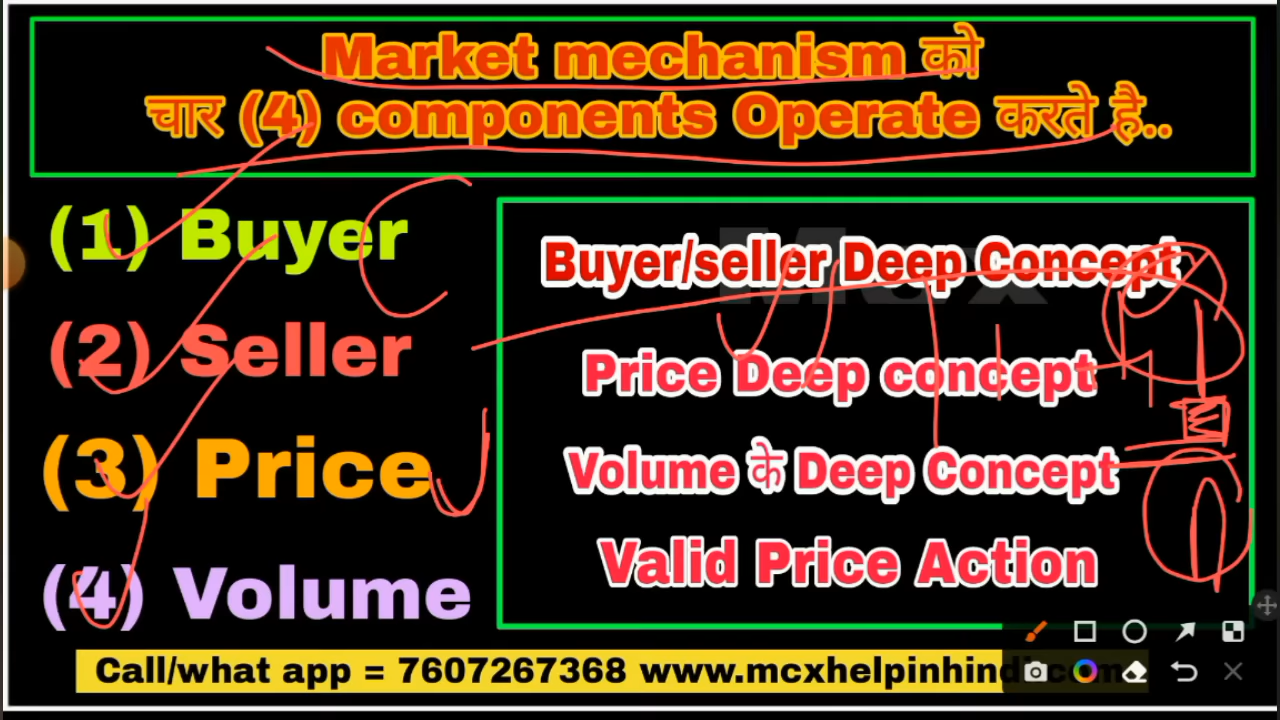 Market mechanism को
चार (4) components Operate करते है..
(1) Buyer
(2) Seller
(3) Price
(4) Volume
Buyer/seller Deep Concept
Price Deep concept
Volume के Deep Concept
Valid Price Action
Call/what app = 7607267368 www.mcxhelpinhindi.com